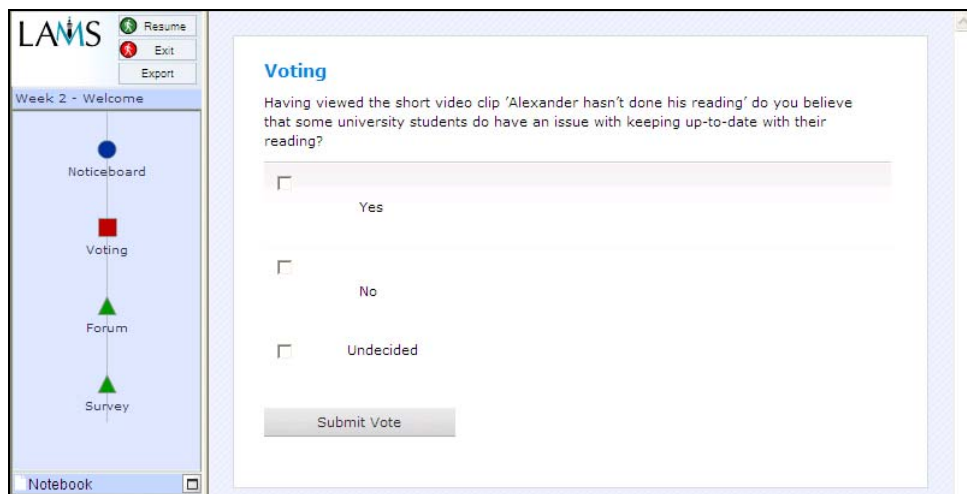 LAMS
Resume
Exit
Export
Week 2 - Welcome
Noticeboard
Voting
Forum
Survey
Notebook
Voting
Having viewed the short video clip 'Alexander hasn't done his reading' do you believe
that some university students do have an issue with keeping up-to-date with their
reading?
Yes
No
Undecided
Submit Vote